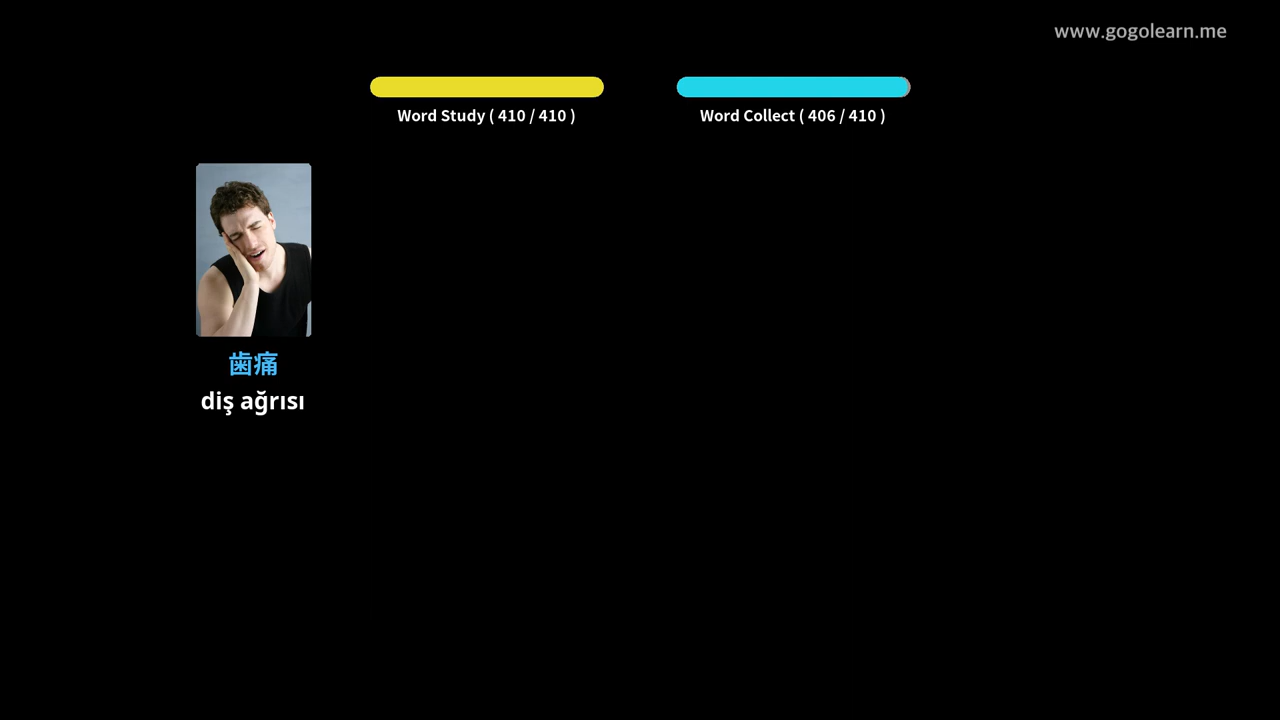 www.gogolearn.me
Word Study ( 410 / 410 )
Word Collect ( 406 / 410 )
歯痛
diş ağrısı